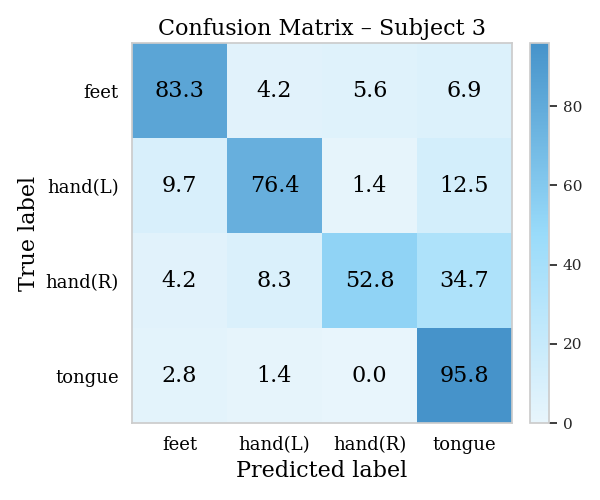 Confusion Matrix – Subject 3
feet 83.3 4.2 5.6 6.9
hand(L) 9.7 76.4 1.4 12.5
hand(R) 4.2 8.3 52.8 34.7
tongue 2.8 1.4 0.0 95.8
feet hand(L) hand(R) tongue
Predicted label
True label
80
60
40
20
0